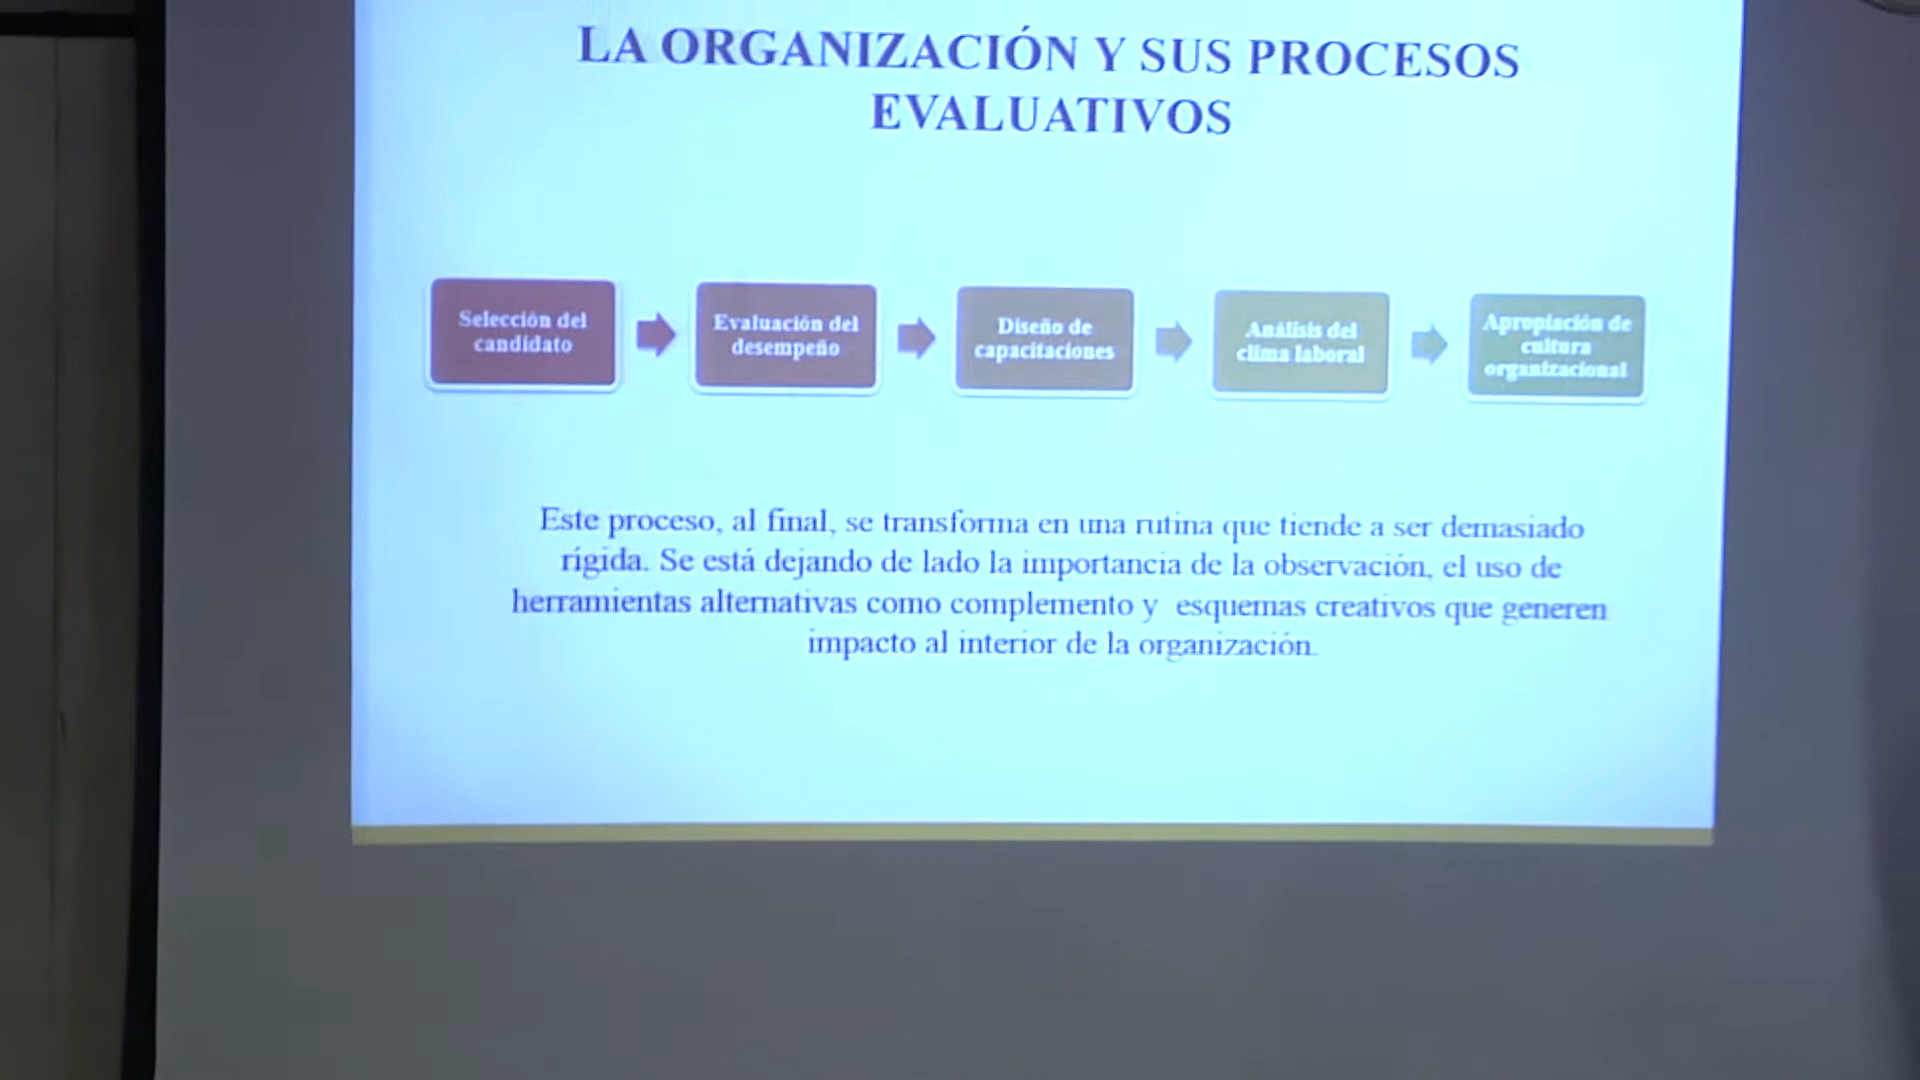 LA ORGANIZACIÓN Y SUS PROCESOS
EVALUATIVOS
Selección del
candidato
Evaluación del
desempeño
Diseño de
capacitaciones
Análisis del
clima laboral
Apropiación de
cultura
organizacional
Este proceso, al final, se transforma en una rutina que tiende a ser demasiado
rígida. Se está dejando de lado la importancia de la observación, el uso de
herramientas alternativas como complemento y esquemas creativos que generen
impacto al interior de la organización.